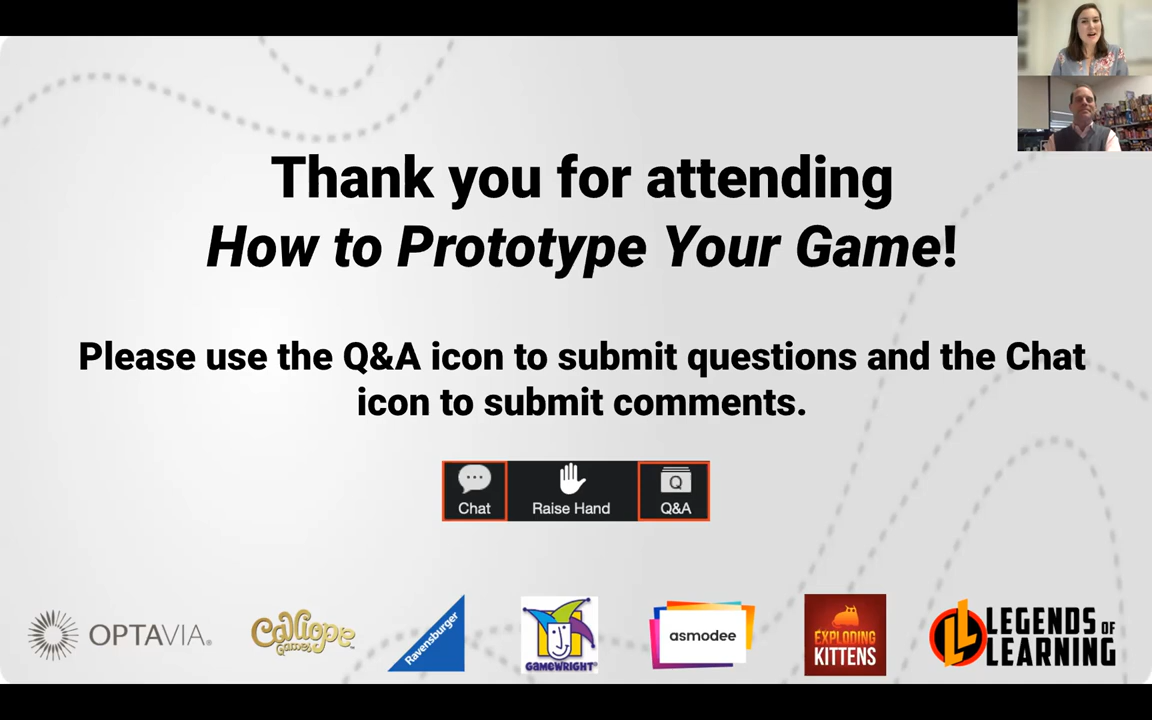 Thank you for attending
How to Prototype Your Game!
Please use the Q&A icon to submit questions and the Chat
icon to submit comments.
Chat
Raise Hand
Q
Q&A
OPTAVIA®
Calliope
Games™
Ravensburger
GAMEWRIGHT®
asmodee
EXPLODING
KITTENS
LEGENDS OF
LEARNING